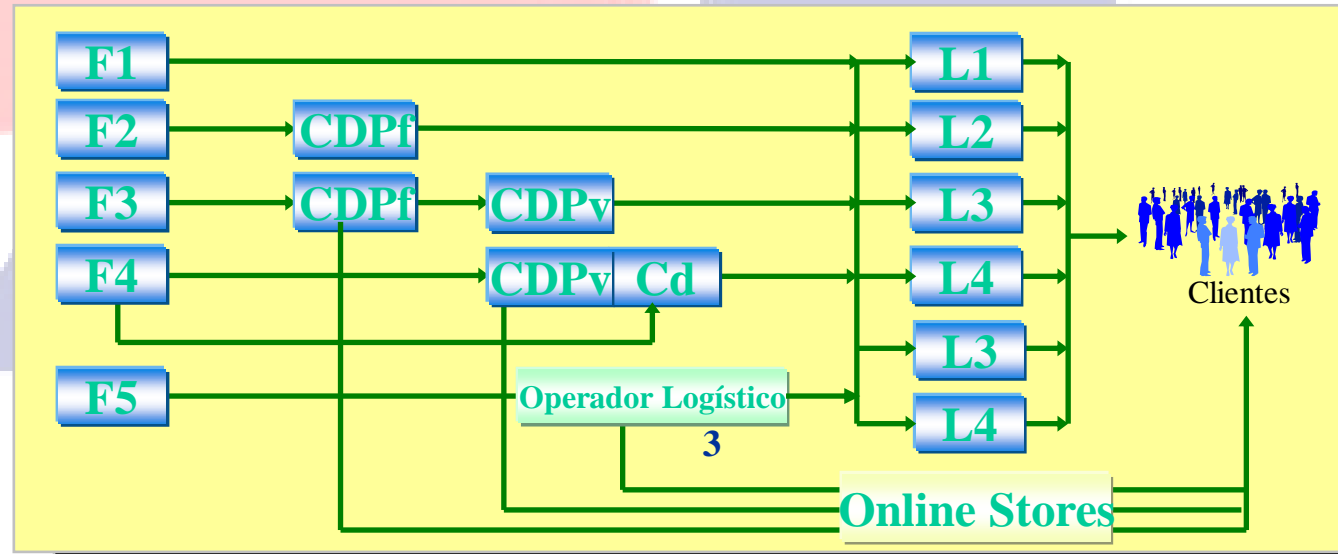 F1
L1
F2
CDPf
L2
F3
CDPf
CDPv
L3
F4
CDPv
Cd
L4
Clientes
L3
F5
Operador Logístico
L4
3
Online Stores